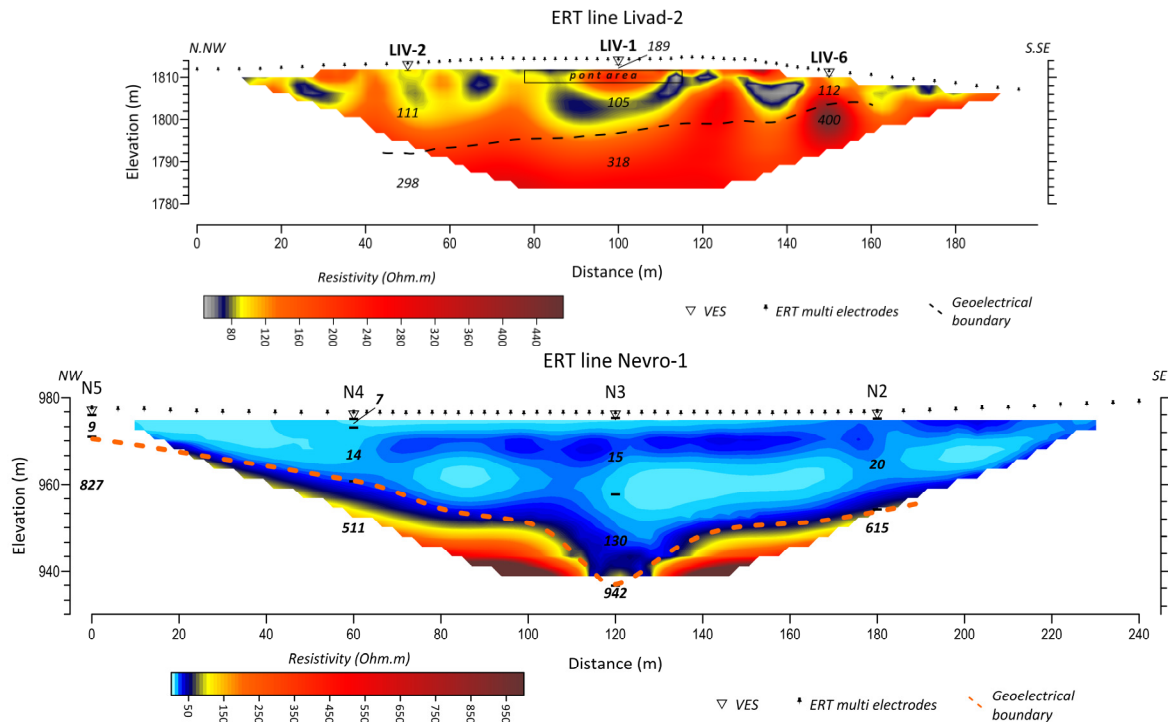 ERT line Livad-2
N.NW LIV-2 LIV-1 189 LIV-6 S.SE
Elevation (m)
1810
1800
1790
1780
pont area
111 105 112
400
318
298
0 20 40 60 80 100 120 140 160 180
Distance (m)
Resistivity (Ohm.m)
80 120 160 200 240 280 320 360 400 440
VES ERT multi electrodes Geoelectrical boundary
ERT line Nevro-1
NW N5 N4 7 N3 N2 SE
Elevation (m)
980
960
940
9 14 15 20
827 511 130 615
942
0 20 40 60 80 100 120 140 160 180 200 220 240
Distance (m)
Resistivity (Ohm.m)
50 150 250 350 450 550 650 750 850 950
VES ERT multi electrodes Geoelectrical boundary